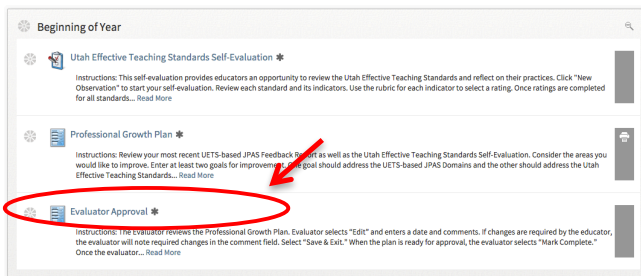 Beginning of Year
Utah Effective Teaching Standards Self-Evaluation ✱
Instructions: This self-evaluation provides educators an opportunity to review the Utah Effective Teaching Standards and reflect on their practices. Click "New
Observation" to start your self-evaluation. Review each standard and its indicators. Use the rubric for each indicator to select a rating. Once ratings are completed
for all standards... Read More
Professional Growth Plan ✱
Instructions: Review your most recent UETS-based JPAS Feedback Report as well as the Utah Effective Teaching Standards Self-Evaluation. Consider the areas you
would like to improve. Enter at least two goals for improvement. One goal should address the UETS-based JPAS Domains and the other should address the Utah
Effective Teaching Standards... Read More
Evaluator Approval ✱
Instructions: The Evaluator reviews the Professional Growth Plan. Evaluator selects "Edit" and enters a date and comments. If changes are required by the educator,
the evaluator will note required changes in the comment field. Select "Save & Exit." When the plan is ready for approval, the evaluator selects "Mark Complete."
Once the evaluator... Read More